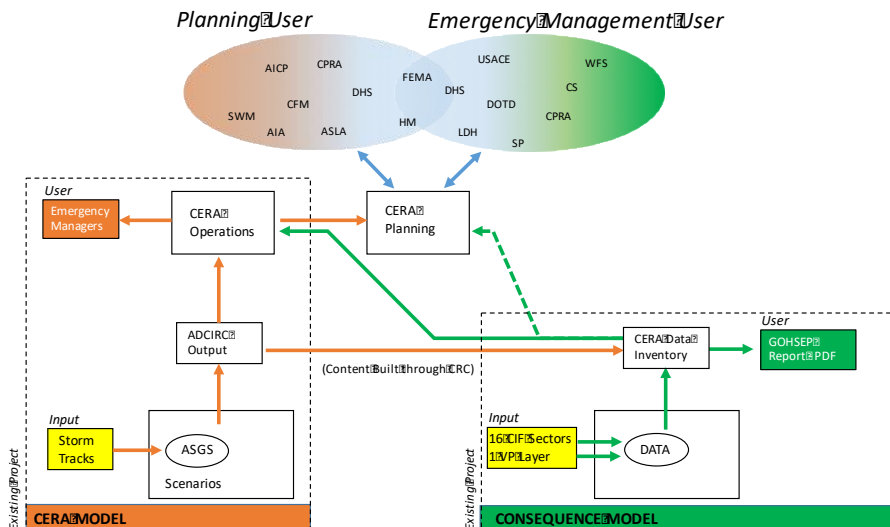 Planning User
Emergency Management User
AICP
CPRA
FEMA
DHS
CFM
SWM
AIA
ASLA
HM
USACE
WFS
DHS
CS
DOTD
CPRA
LDH
SP
User
Emergency
Managers
CERA
Operations
CERA
Planning
ADCIRC
Output
(Content Built through CRC)
CERA Data
Inventory
User
GOHSEP
Report PDF
Input
Storm
Tracks
ASGS
Scenarios
Input
16 CIF Sectors
1 VP Layer
DATA
Existing Project
CERA MODEL
Existing Project
CONSEQUENCE MODEL